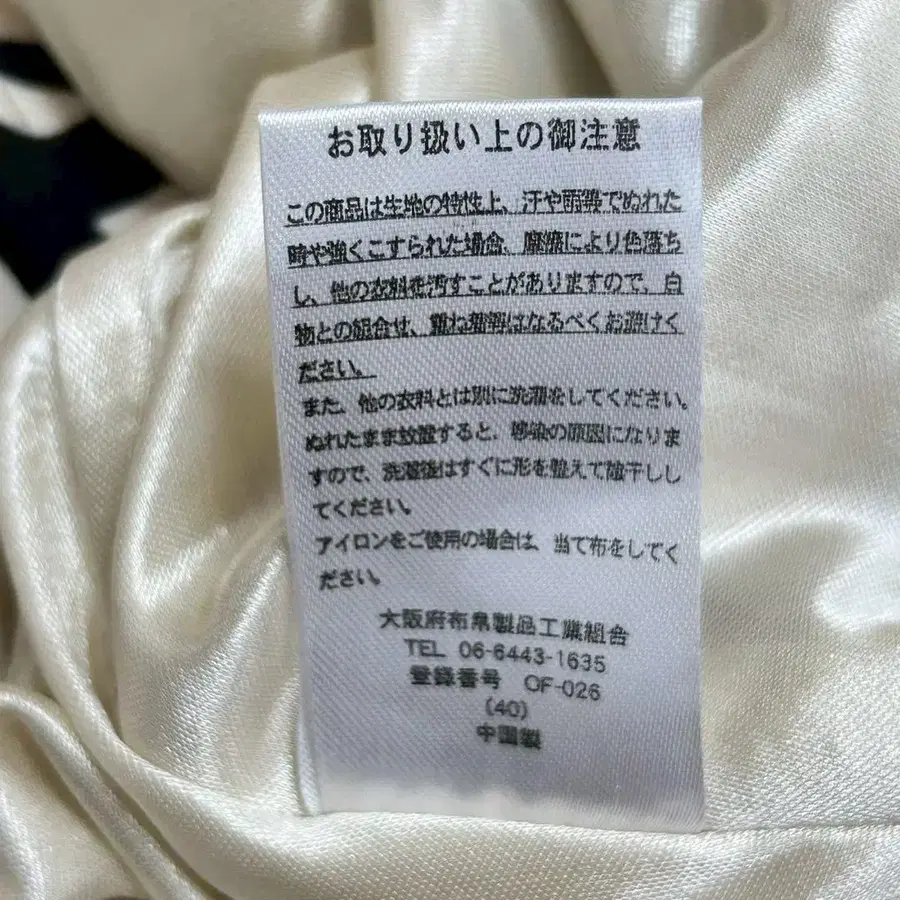 お取り扱い上の御注意
この商品は生地の特性上、汗や雨等でぬれた
時や強くこすられた場合、摩擦により色落ち
し、他の衣料を汚すことがありますので、白
物との組合せ、重ね着等はなるべくお避けく
ださい。
また、他の衣料とは別に洗濯をしてください。
ぬれたまま放置すると、移染の原因になりま
すので、洗濯後はすぐに形を整えて陰干しし
てください。
アイロンをご使用の場合は、当て布をしてく
ださい。
大阪府布帛製品工業組合
TEL 06-6443-1635
登録番号 OF-026
(40)
中国製